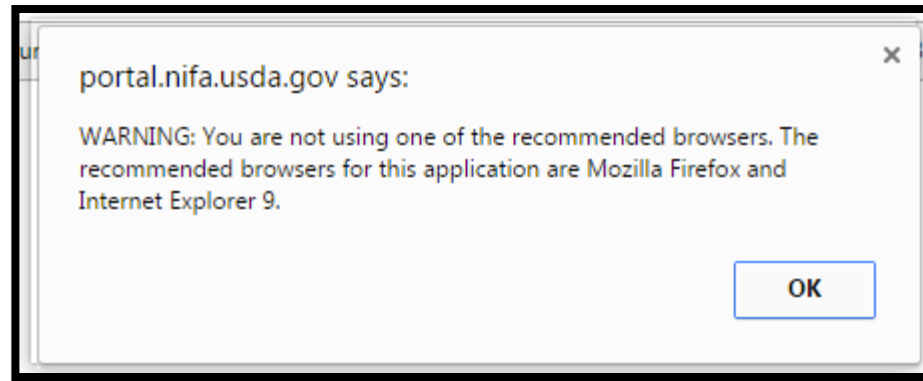 portal.nifa.usda.gov says:
WARNING: You are not using one of the recommended browsers. The
recommended browsers for this application are Mozilla Firefox and
Internet Explorer 9.
OK